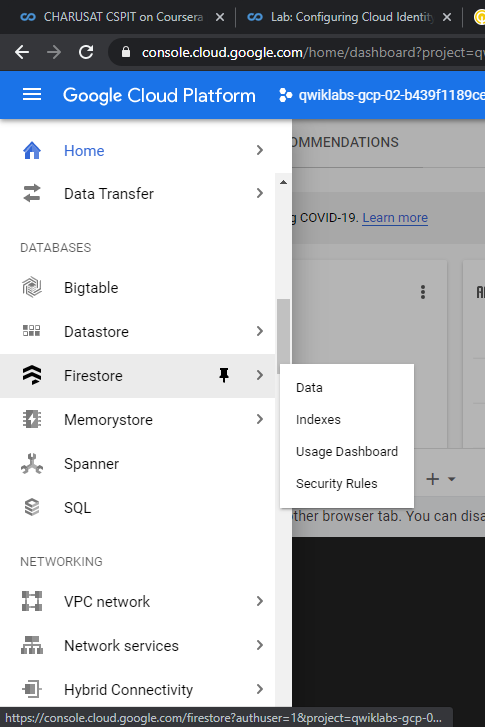 CHARUSAT CSPIT on Coursera
Lab: Configuring Cloud Identity
console.cloud.google.com/home/dashboard?project=qw
Google Cloud Platform
qwiklabs-gcp-02-b439f1189ce
Home
OMMENDATIONS
Data Transfer
g COVID-19. Learn more
DATABASES
Bigtable
Datastore
Firestore
Data
Indexes
Usage Dashboard
Security Rules
Memorystore
Spanner
SQL
other browser tab. You can disa
NETWORKING
VPC network
Network services
Hybrid Connectivity
https://console.cloud.google.com/firestore?authuser=1&project=qwiklabs-gcp-0...